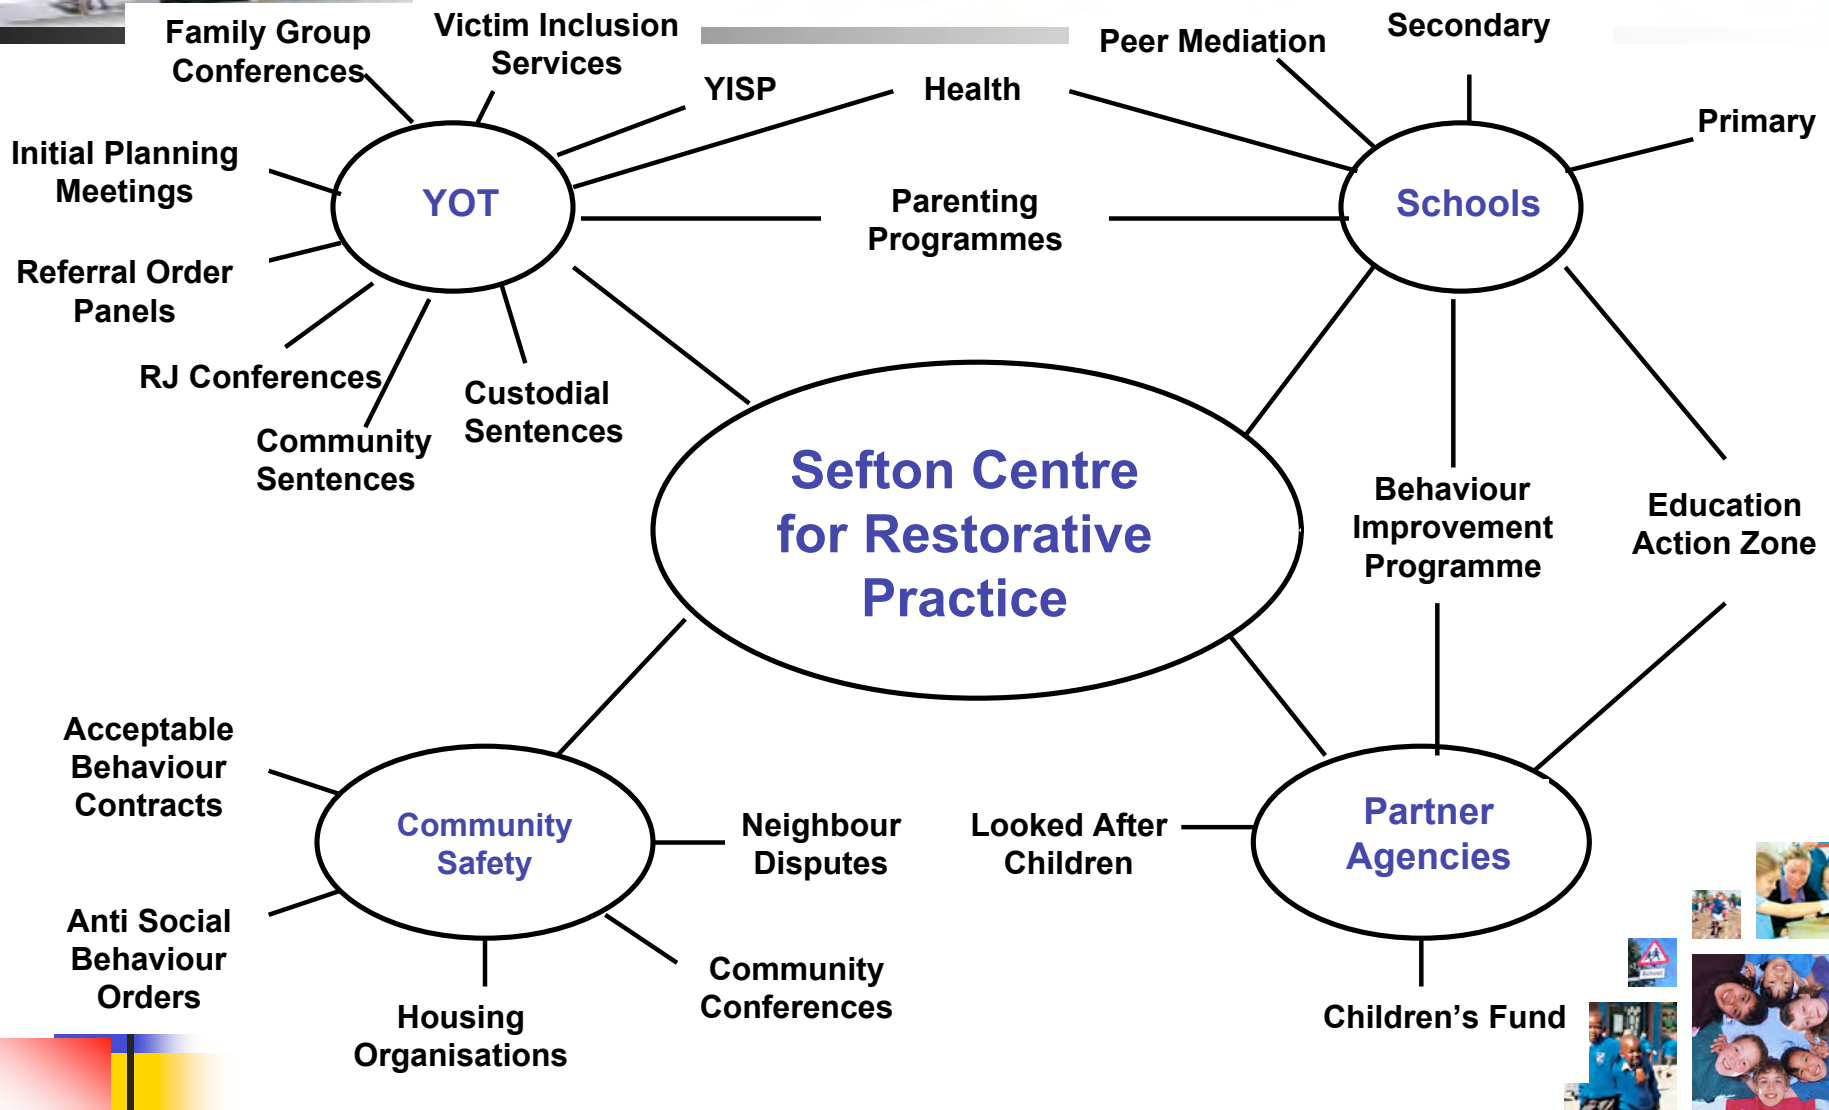 Family Group
Conferences
Victim Inclusion
Services
YISP
Health
Peer Mediation
Secondary
Primary
Initial Planning
Meetings
YOT
Parenting
Programmes
Schools
Referral Order
Panels
RJ Conferences
Custodial
Sentences
Community
Sentences
Sefton Centre
for Restorative
Practice
Behaviour
Improvement
Programme
Education
Action Zone
Acceptable
Behaviour
Contracts
Community
Safety
Neighbour
Disputes
Looked After
Children
Partner
Agencies
Anti Social
Behaviour
Orders
Housing
Organisations
Community
Conferences
Children’s Fund
School